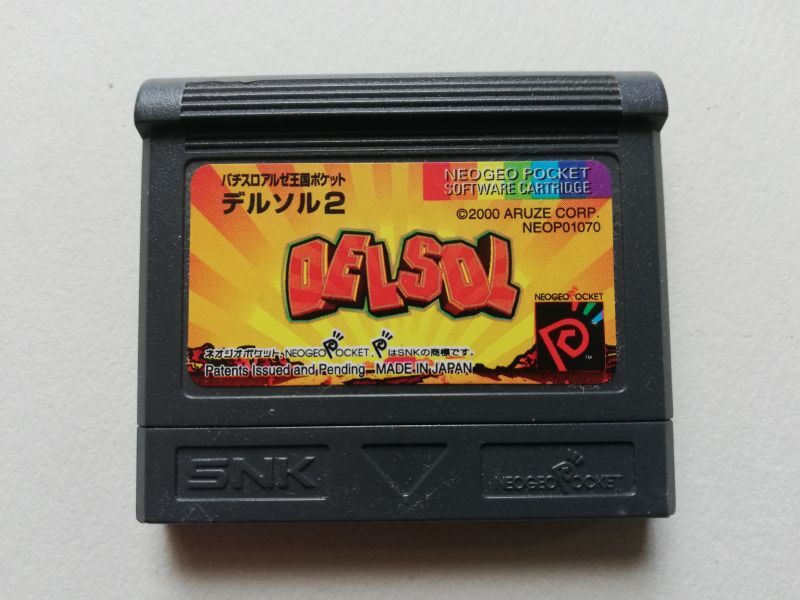 パチスロアルゼ王国ポケット
デルソル2
NEOGEO POCKET
SOFTWARE CARTRIDGE
©2000 ARUZE CORP.
NEOP01070
DELSOL
NEOGEO POCKET
TM
ネオジオポケット, NEOGEO POCKET, PはSNKの商標です。
Patents Issued and Pending MADE IN JAPAN
SNK
NEOGEO POCKET